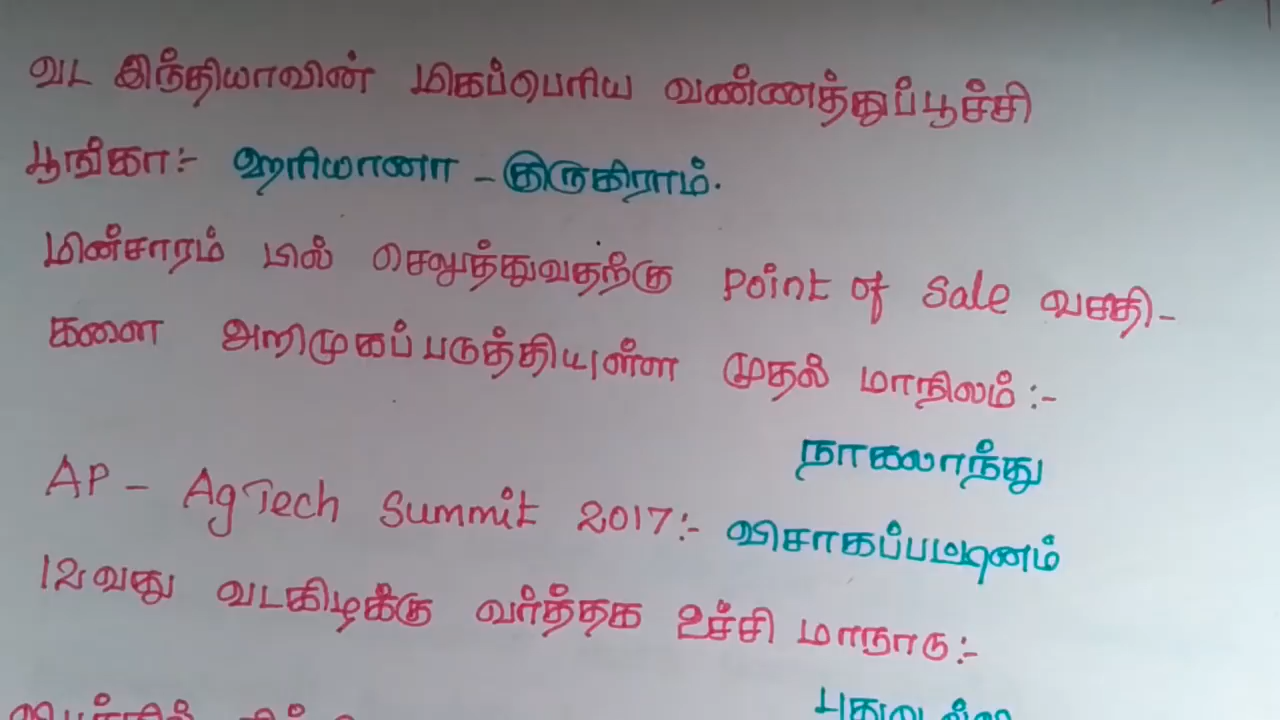 வட இந்தியாவின் மிகப்பெரிய வண்ணத்துப்பூச்சி
பூங்கா:- ஹரியானா - குருகிராம்.
மின்சாரம் பில் செலுத்துவதற்கு Point of Sale வசதி-
களை அறிமுகப்படுத்தியுள்ள முதல் மாநிலம் :-
நாகலாந்து
AP - AgTech Summit 2017:- விசாகப்பட்டிணம்
12வது வடகிழக்கு வர்த்தக உச்சி மாநாடு:-